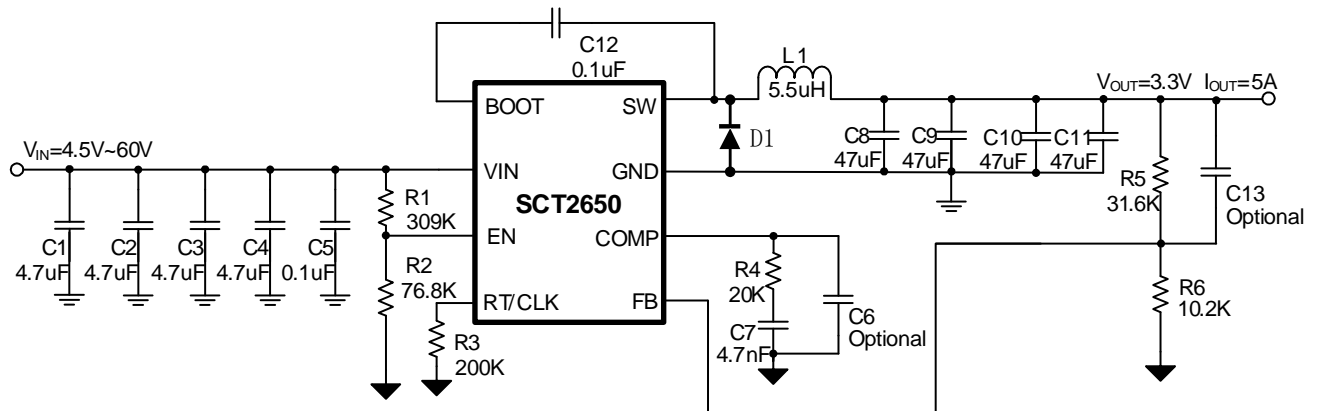 C12
0.1uF
L1
5.5uH
BOOT
SW
VIN
GND
SCT2650
EN
COMP
RT/CLK
FB
V_IN=4.5V~60V
C1
4.7uF
C2
4.7uF
C3
4.7uF
C4
4.7uF
C5
0.1uF
R1
309K
R2
76.8K
R3
200K
D1
C8
47uF
C9
47uF
C10
47uF
C11
47uF
V_OUT=3.3V I_OUT=5A
R5
31.6K
C13
Optional
R4
20K
C7
4.7nF
C6
Optional
R6
10.2K